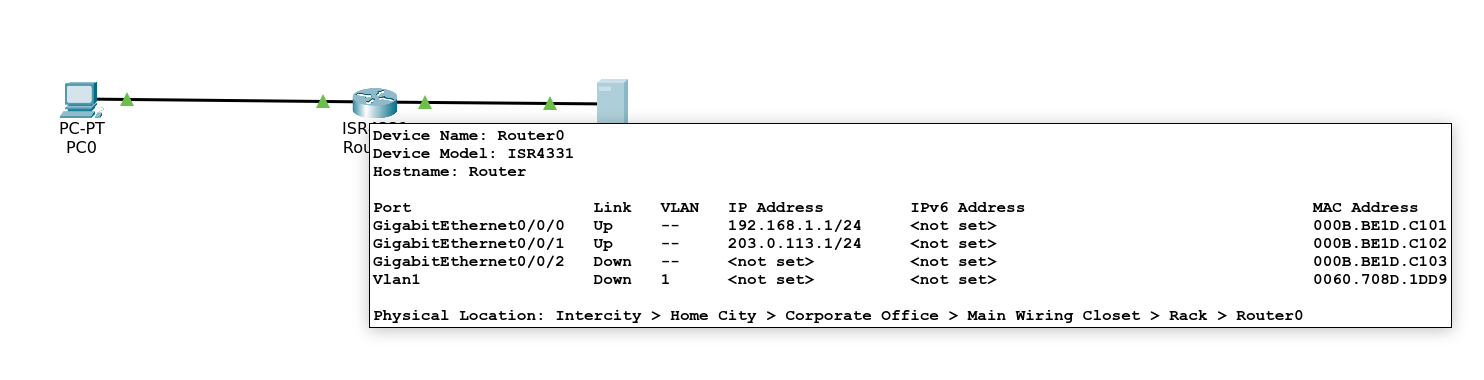 PC-PT
PC0
ISR4331
Rou
Device Name: Router0
Device Model: ISR4331
Hostname: Router
Port Link VLAN IP Address IPv6 Address MAC Address
GigabitEthernet0/0/0 Up -- 192.168.1.1/24 <not set> 000B.BE1D.C101
GigabitEthernet0/0/1 Up -- 203.0.113.1/24 <not set> 000B.BE1D.C102
GigabitEthernet0/0/2 Down -- <not set> <not set> 000B.BE1D.C103
Vlan1 Down 1 <not set> <not set> 0060.708D.1DD9
Physical Location: Intercity > Home City > Corporate Office > Main Wiring Closet > Rack > Router0